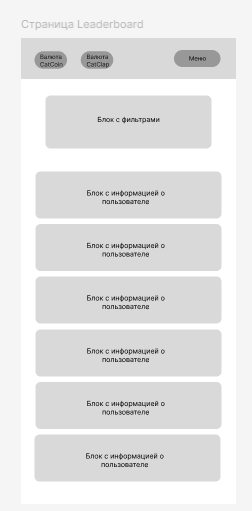 Страница Leaderboard
Валюта
CatCoin
Валюта
CatClap
Меню
Блок с фильтрами
Блок с информацией о
пользователе
Блок с информацией о
пользователе
Блок с информацией о
пользователе
Блок с информацией о
пользователе
Блок с информацией о
пользователе
Блок с информацией о
пользователе